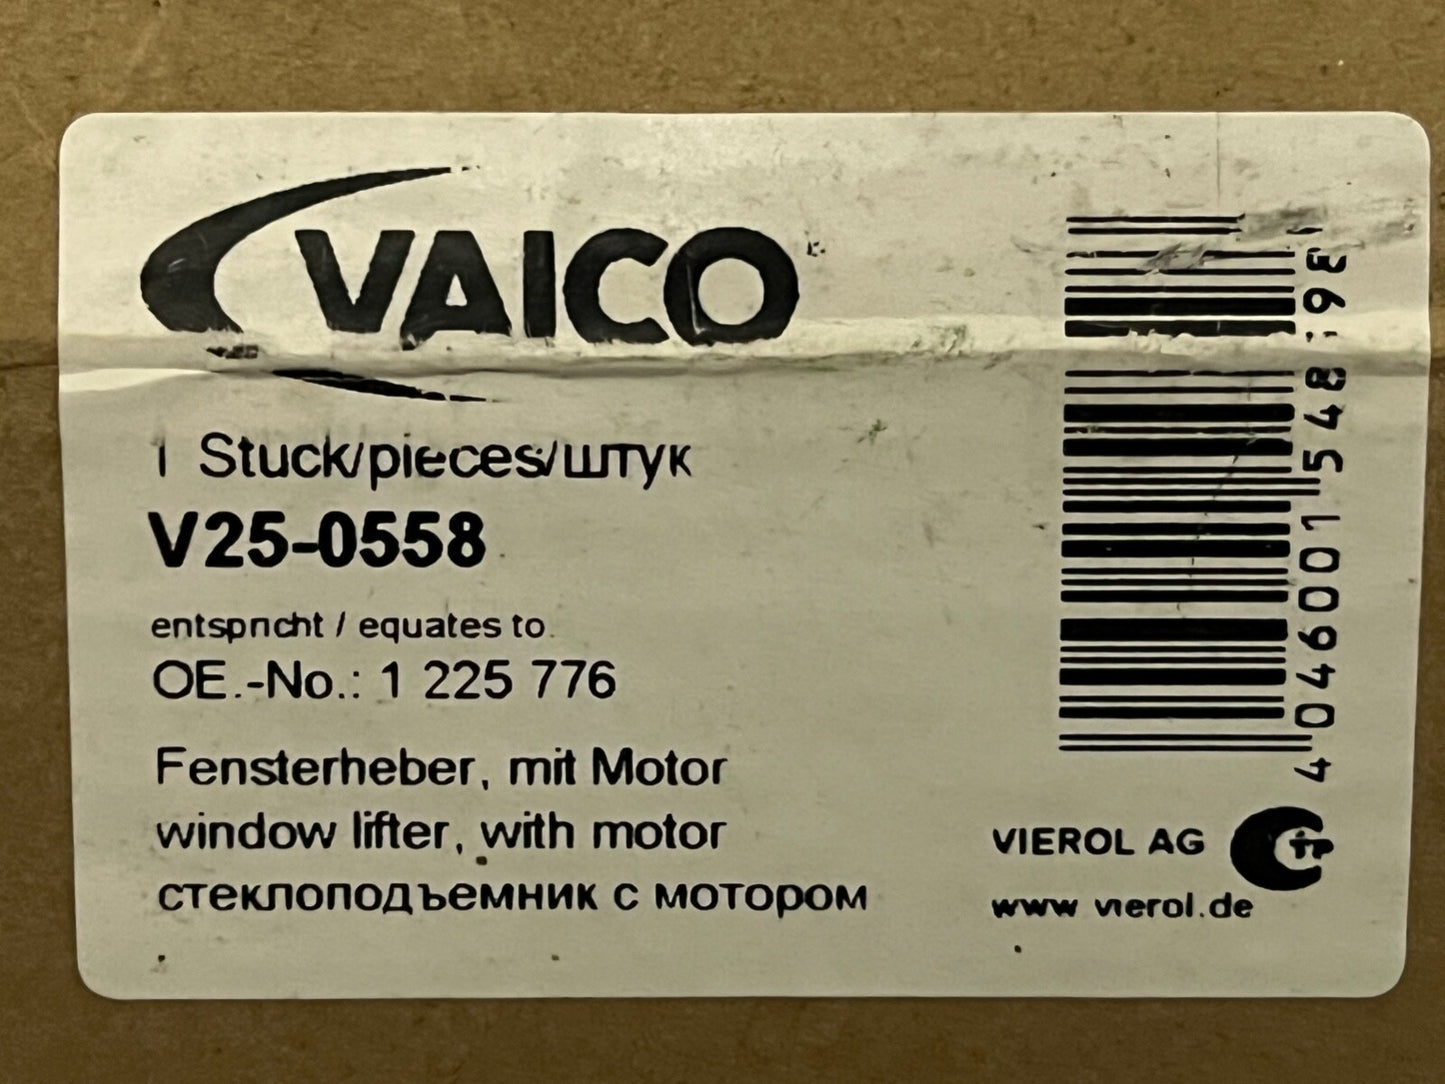 VAICO
1 Stuck/pieces/штук
V25-0558
entspricht / equates to:
OE.-No.: 1 225 776
Fensterheber, mit Motor
window lifter, with motor
стеклоподъемник с мотором
VIEROL AG
www.vierol.de